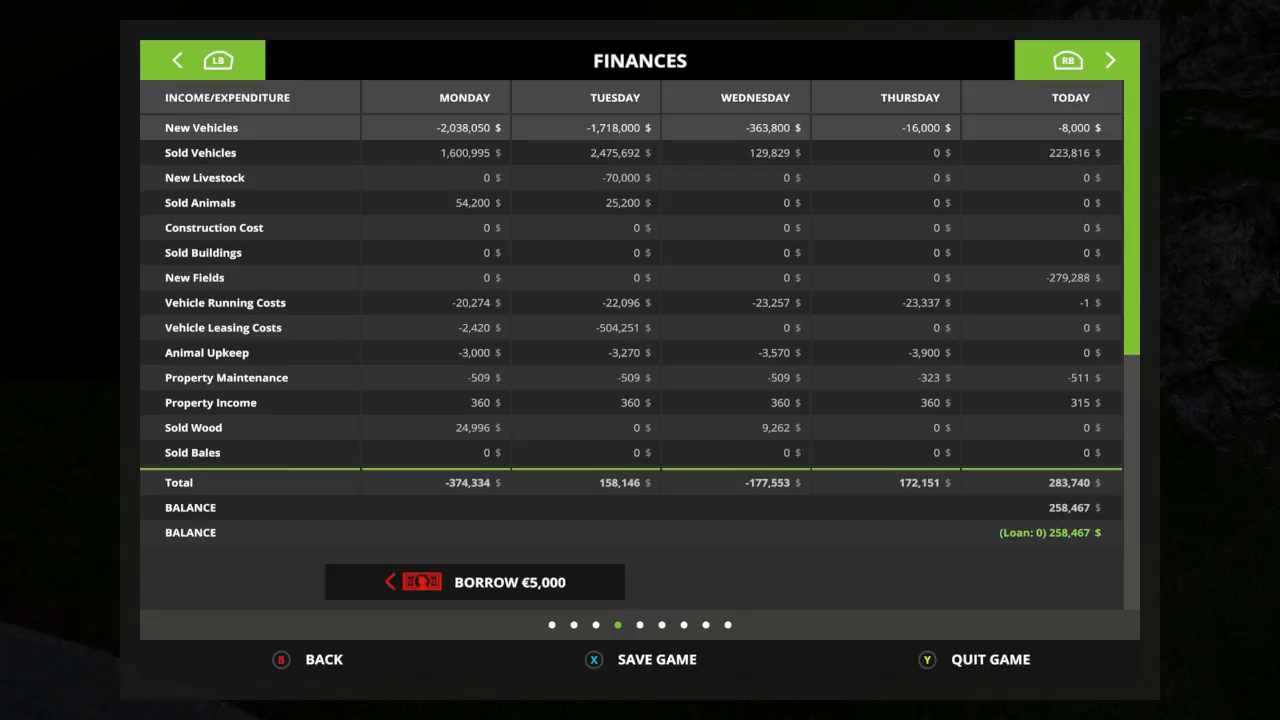 LB FINANCES RB
INCOME/EXPENDITURE MONDAY TUESDAY WEDNESDAY THURSDAY TODAY
New Vehicles -2,038,050 $ -1,718,000 $ -363,800 $ -16,000 $ -8,000 $
Sold Vehicles 1,600,995 $ 2,475,692 $ 129,829 $ 0 $ 223,816 $
New Livestock 0 $ -70,000 $ 0 $ 0 $ 0 $
Sold Animals 54,200 $ 25,200 $ 0 $ 0 $ 0 $
Construction Cost 0 $ 0 $ 0 $ 0 $ 0 $
Sold Buildings 0 $ 0 $ 0 $ 0 $ 0 $
New Fields 0 $ 0 $ 0 $ 0 $ -279,288 $
Vehicle Running Costs -20,274 $ -22,096 $ -23,257 $ -23,337 $ -1 $
Vehicle Leasing Costs -2,420 $ -504,251 $ 0 $ 0 $ 0 $
Animal Upkeep -3,000 $ -3,270 $ -3,570 $ -3,900 $ 0 $
Property Maintenance -509 $ -509 $ -509 $ -323 $ -511 $
Property Income 360 $ 360 $ 360 $ 360 $ 315 $
Sold Wood 24,996 $ 0 $ 9,262 $ 0 $ 0 $
Sold Bales 0 $ 0 $ 0 $ 0 $ 0 $
Total -374,334 $ 158,146 $ -177,553 $ 172,151 $ 283,740 $
BALANCE 258,467 $
BALANCE (Loan: 0) 258,467 $
BORROW €5,000
B BACK X SAVE GAME Y QUIT GAME